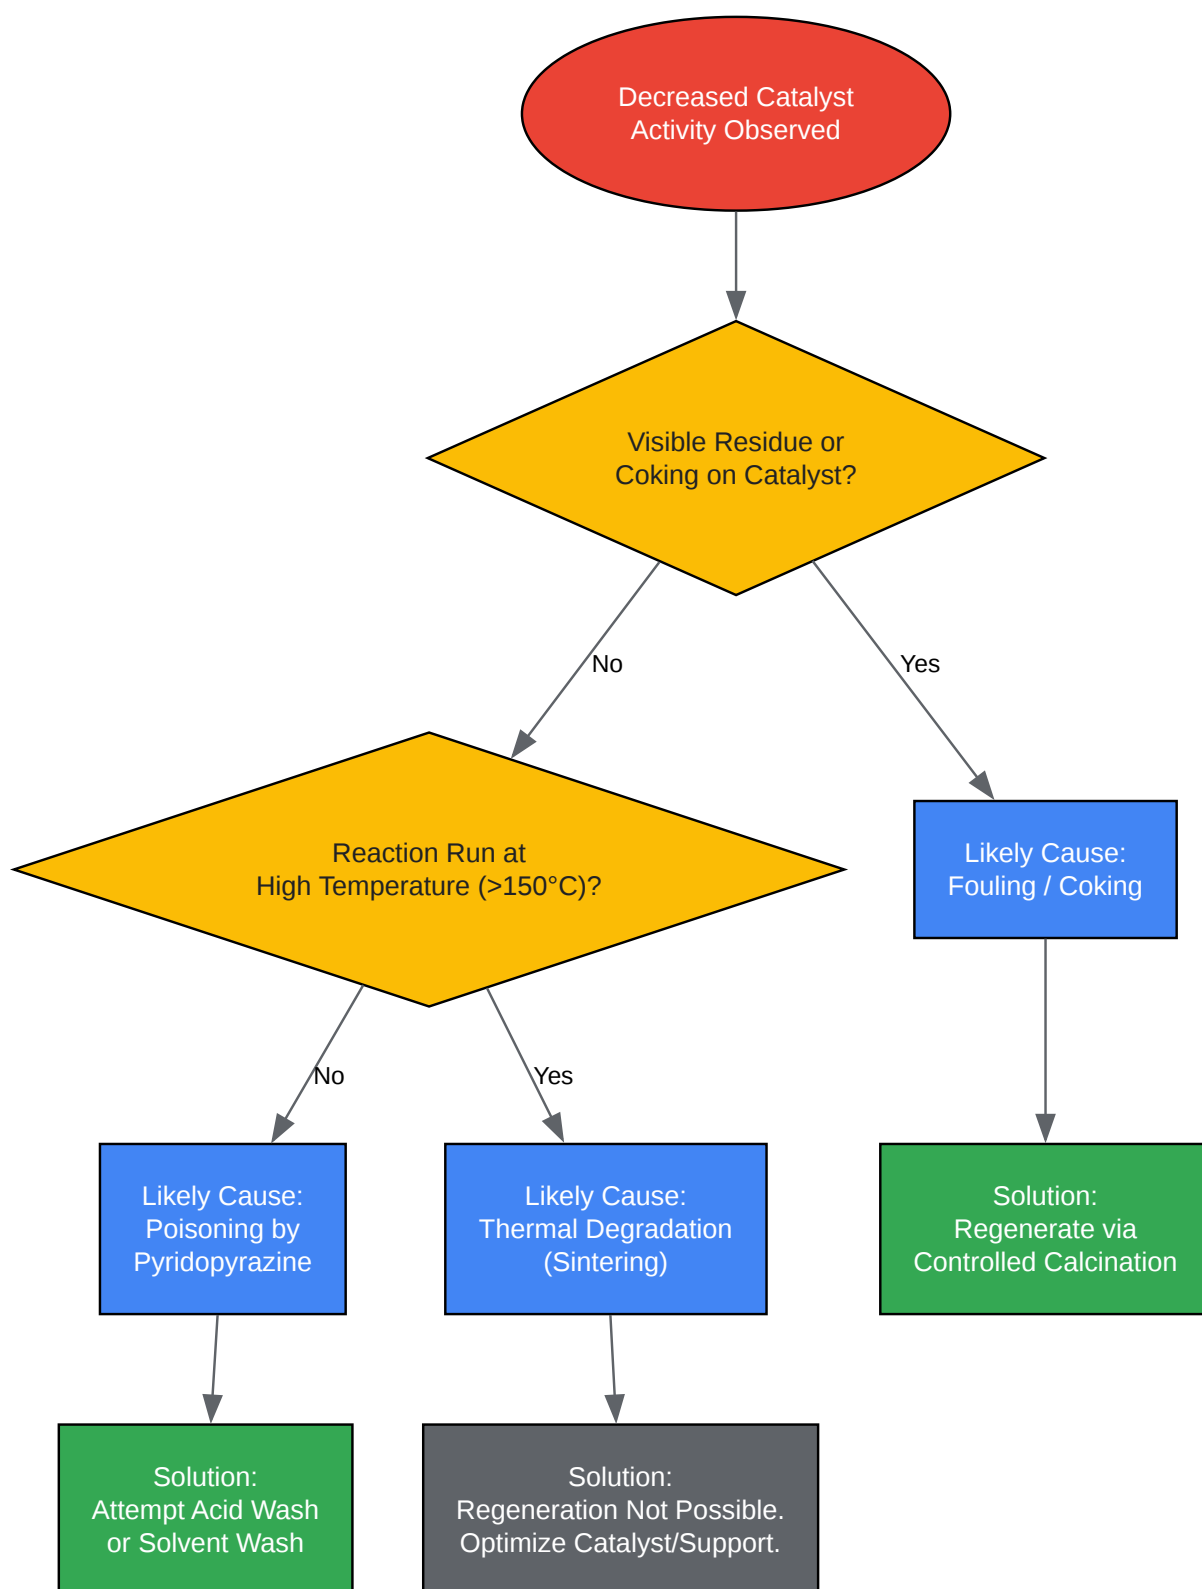 Decreased Catalyst
Activity Observed
Visible Residue or
Coking on Catalyst?
No
Yes
Reaction Run at
High Temperature (>150°C)?
Likely Cause:
Fouling / Coking
No
Yes
Likely Cause:
Poisoning by
Pyridopyrazine
Likely Cause:
Thermal Degradation
(Sintering)
Solution:
Regenerate via
Controlled Calcination
Solution:
Attempt Acid Wash
or Solvent Wash
Solution:
Regeneration Not Possible.
Optimize Catalyst/Support.